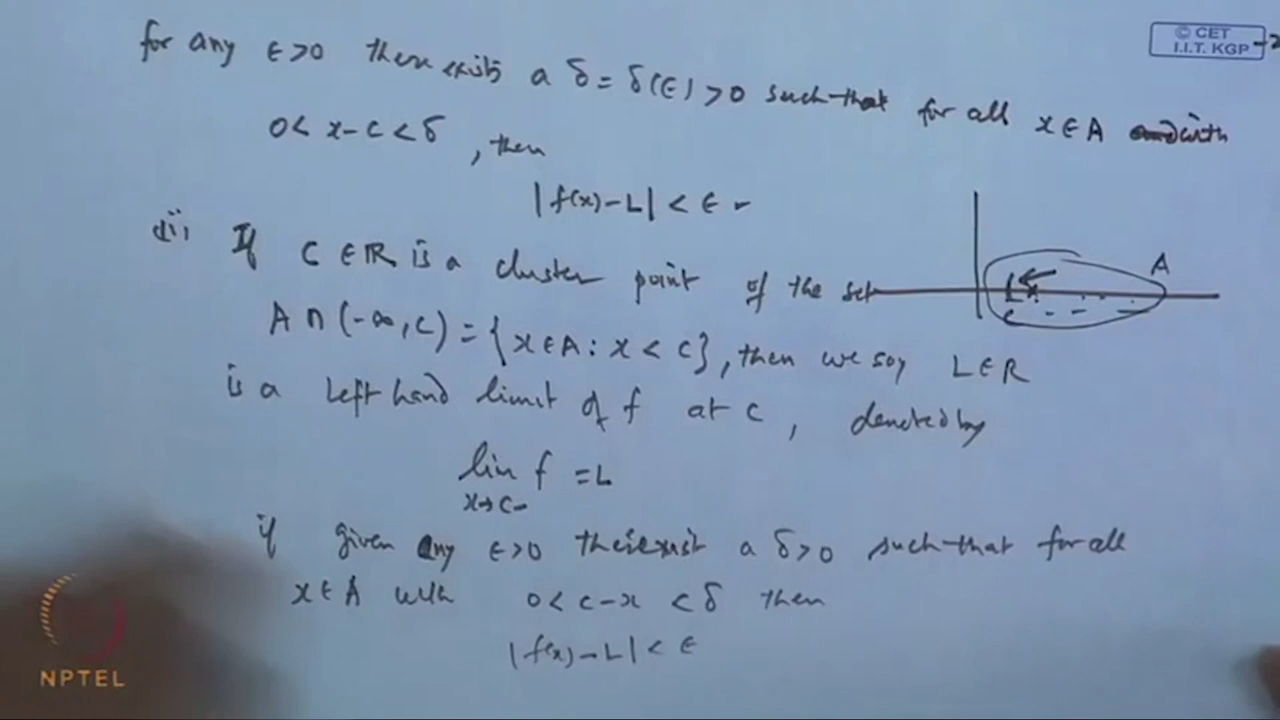 © CET
I.I.T. KGP
for any ε>0 there exists a δ = δ(ε) >0 such that for all x∈A with
0< x-c <δ, then
|f(x)-L| < ε
(ii) If C∈ℝ is a cluster point of the set
A
A∩(-∞,c) = {x∈A: x < c}, then we say L∈R
c
is a left hand limit of f at c, denoted by
lim f = L
x→c-
if given any ε>0 there exist a δ>0 such that for all
x∈A with 0< c-x <δ then
|f(x)-L| < ε
NPTEL